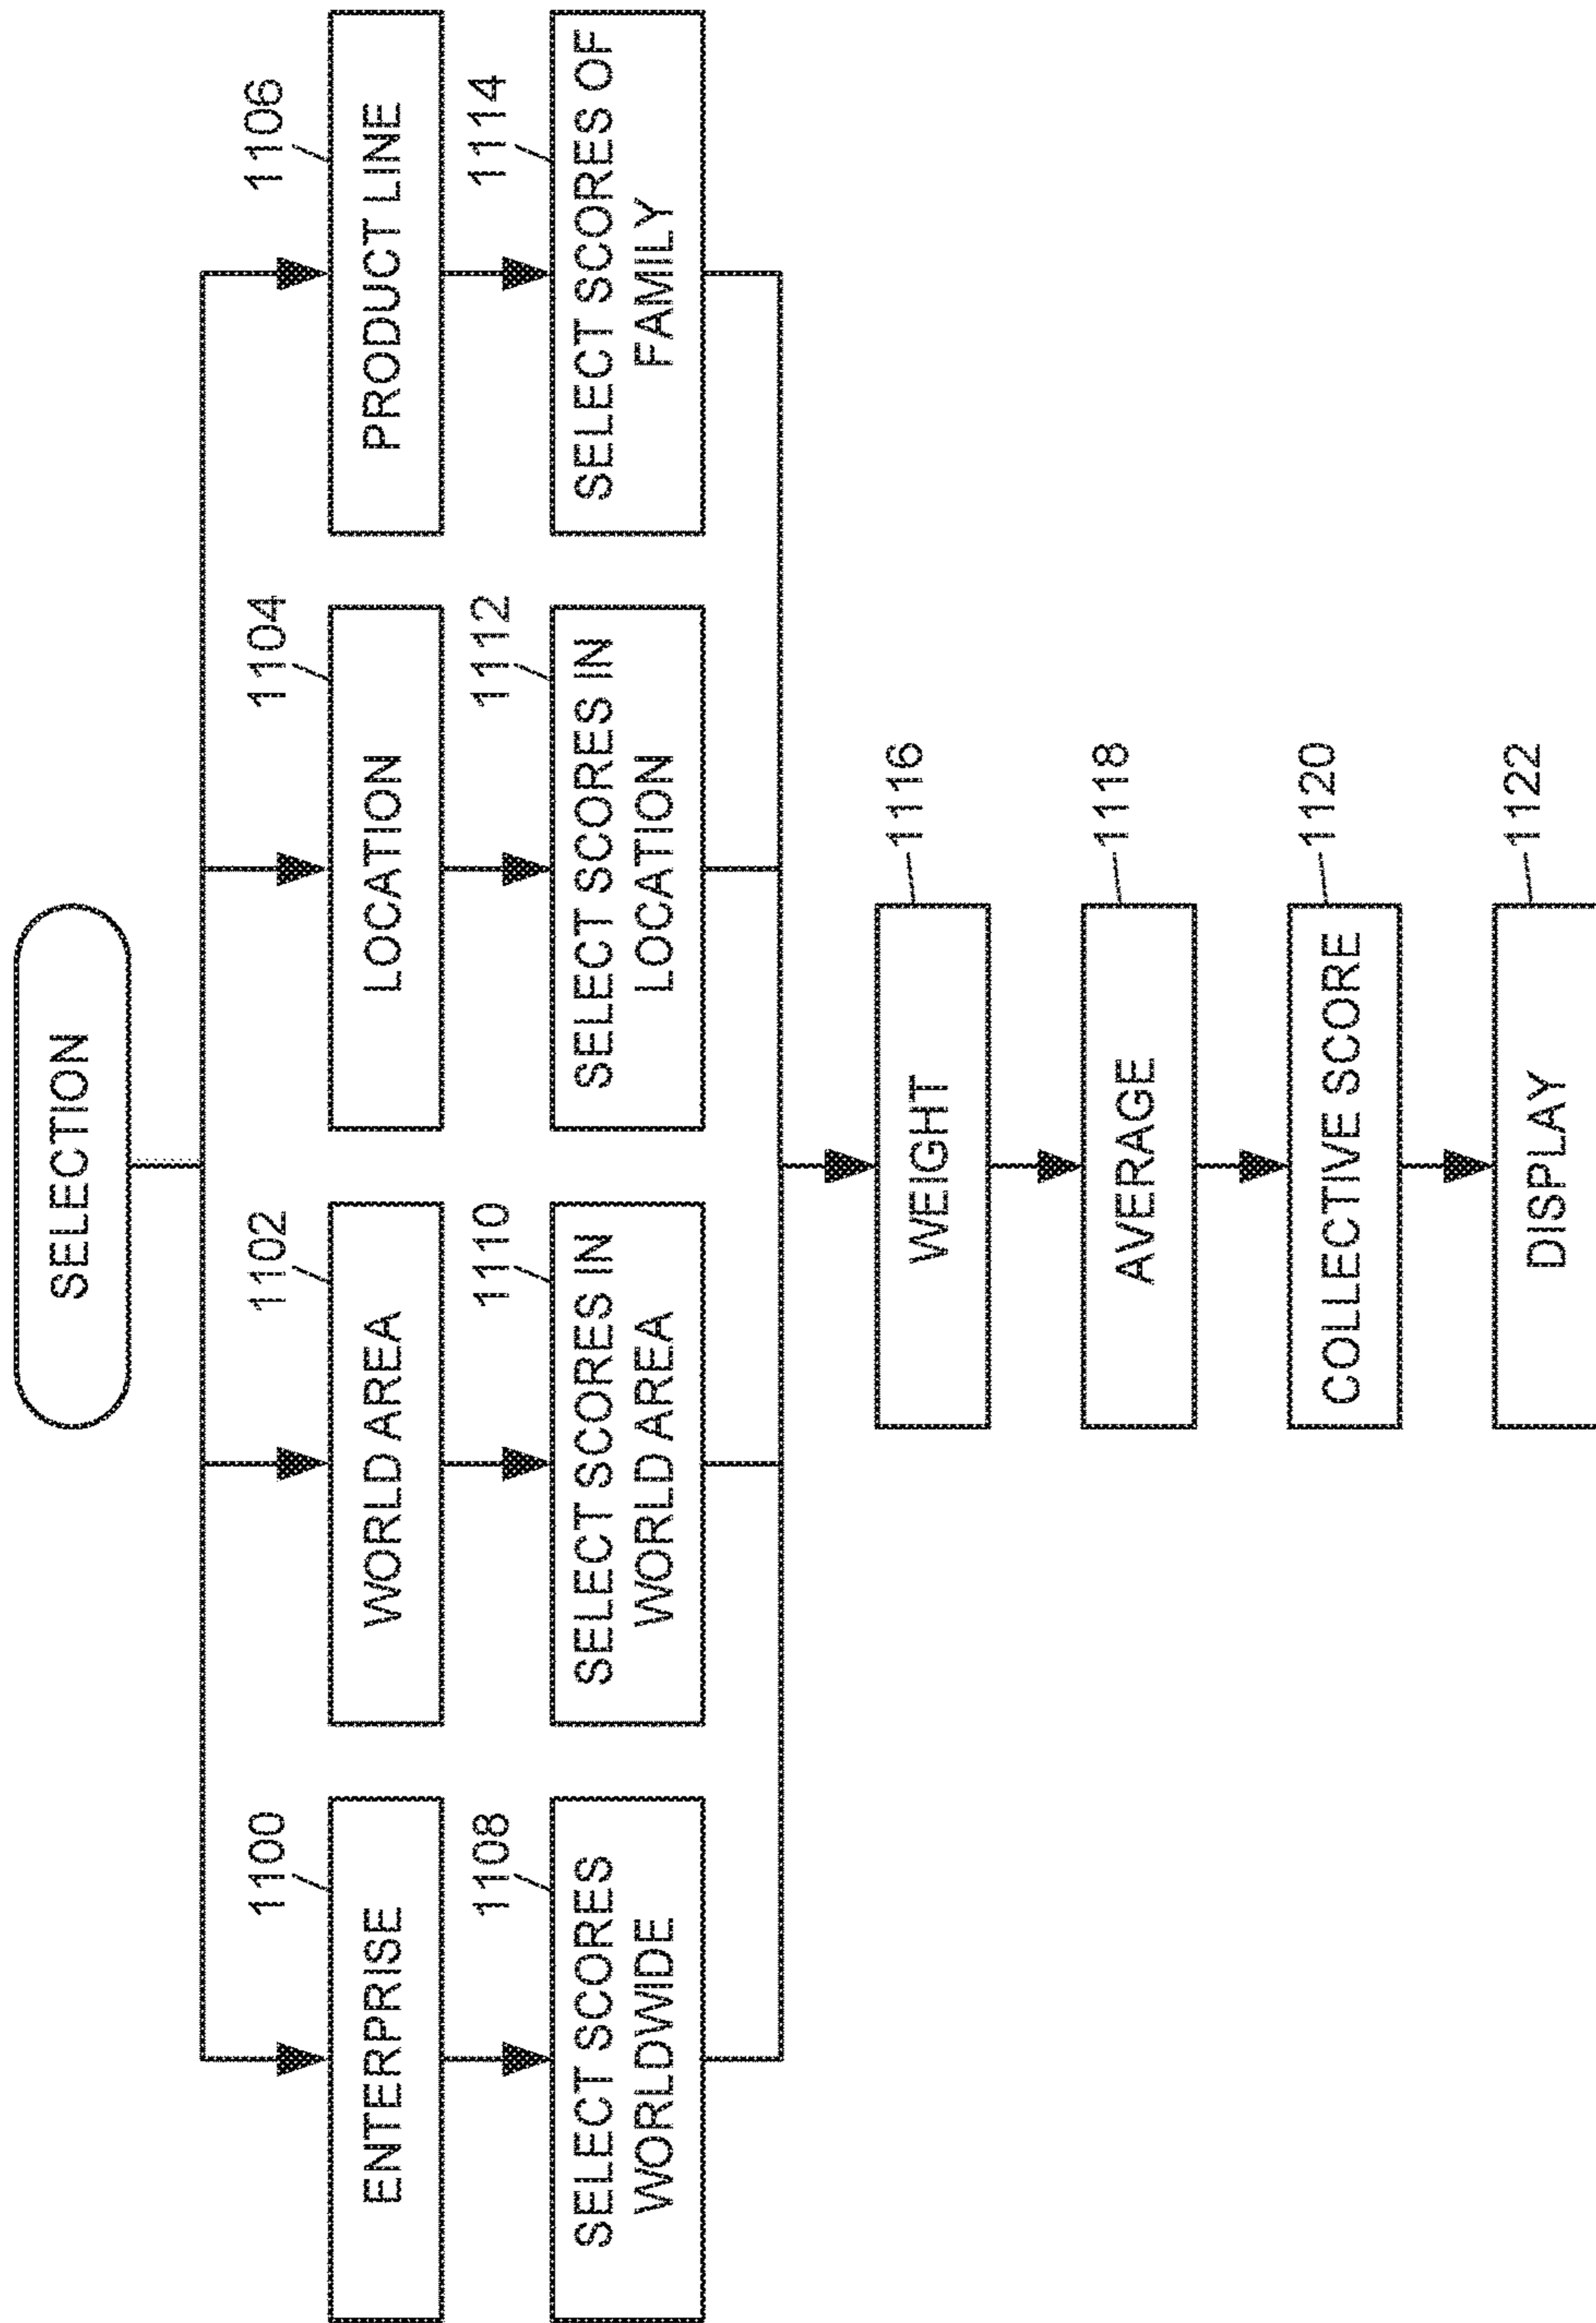 SELECTION
1100
1102
1104
1106
ENTERPRISE
WORLD AREA
LOCATION
PRODUCT LINE
1108
1110
1112
1114
SELECT SCORES
WORLDWIDE
SELECT SCORES IN
WORLD AREA
SELECT SCORES IN
LOCATION
SELECT SCORES OF
FAMILY
1116
WEIGHT
1118
AVERAGE
1120
COLLECTIVE SCORE
1122
DISPLAY